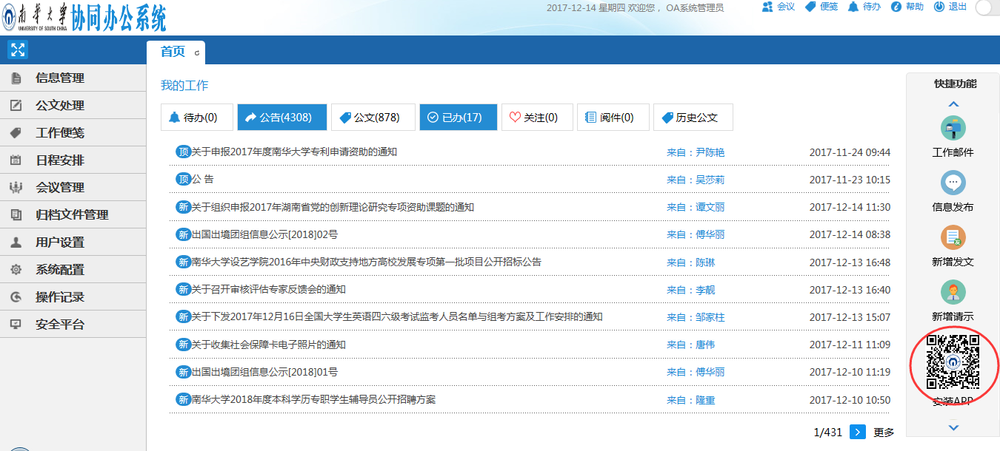 南华大学 协同办公系统
UNIVERSITY OF SOUTH CHINA
2017-12-14 星期四 欢迎您， OA系统管理员
会议 便笺 待办 帮助 退出
首页
信息管理
公文处理
工作便笺
日程安排
会议管理
归档文件管理
用户设置
系统配置
操作记录
安全平台
我的工作
待办(0) 公告(4308) 公文(878) 已办(17) 关注(0) 阅件(0) 历史公文
顶 关于申报2017年度南华大学专利申请资助的通知 来自：尹陈艳 2017-11-24 09:44
顶 公 告 来自：吴莎莉 2017-11-23 10:15
新 关于组织申报2017年湖南省党的创新理论研究专项资助课题的通知 来自：谭文丽 2017-12-14 11:30
新 出国出境团组信息公示[2018]02号 来自：傅华丽 2017-12-14 08:38
新 南华大学设艺学院2016年中央财政支持地方高校发展专项第一批项目公开招标公告 来自：陈琳 2017-12-13 16:48
新 关于召开审核评估专家反馈会的通知 来自：李靓 2017-12-13 16:40
新 关于下发2017年12月16日全国大学生英语四六级考试监考人员名单与组考方案及工作安排的通知 来自：邹家柱 2017-12-13 15:07
新 关于收集社会保障卡电子照片的通知 来自：唐伟 2017-12-11 11:09
新 出国出境团组信息公示[2018]01号 来自：傅华丽 2017-12-10 11:19
新 南华大学2018年度本科学历专职学生辅导员公开招聘方案 来自：隆重 2017-12-10 10:50
1/431 更多
快捷功能
工作邮件
信息发布
发
新增发文
新增请示
安装APP